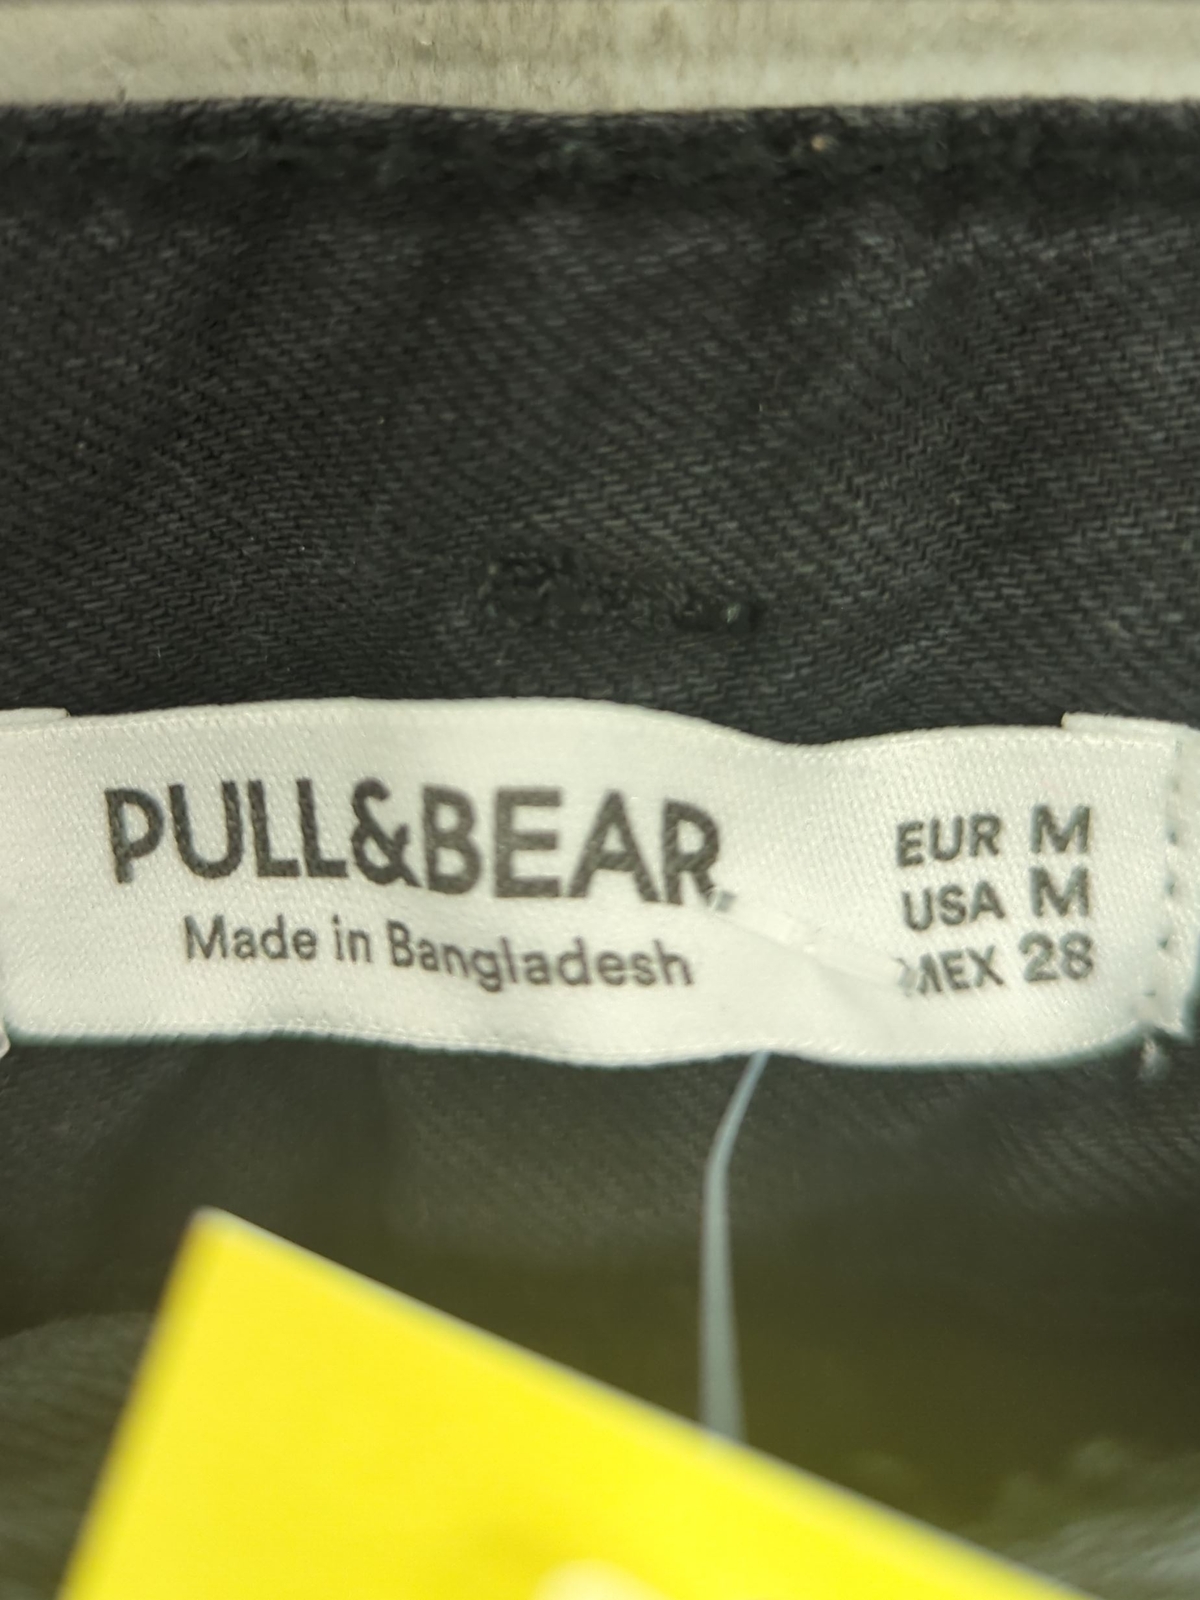 PULL&BEAR
Made in Bangladesh
EUR M
USA M
MEX 28